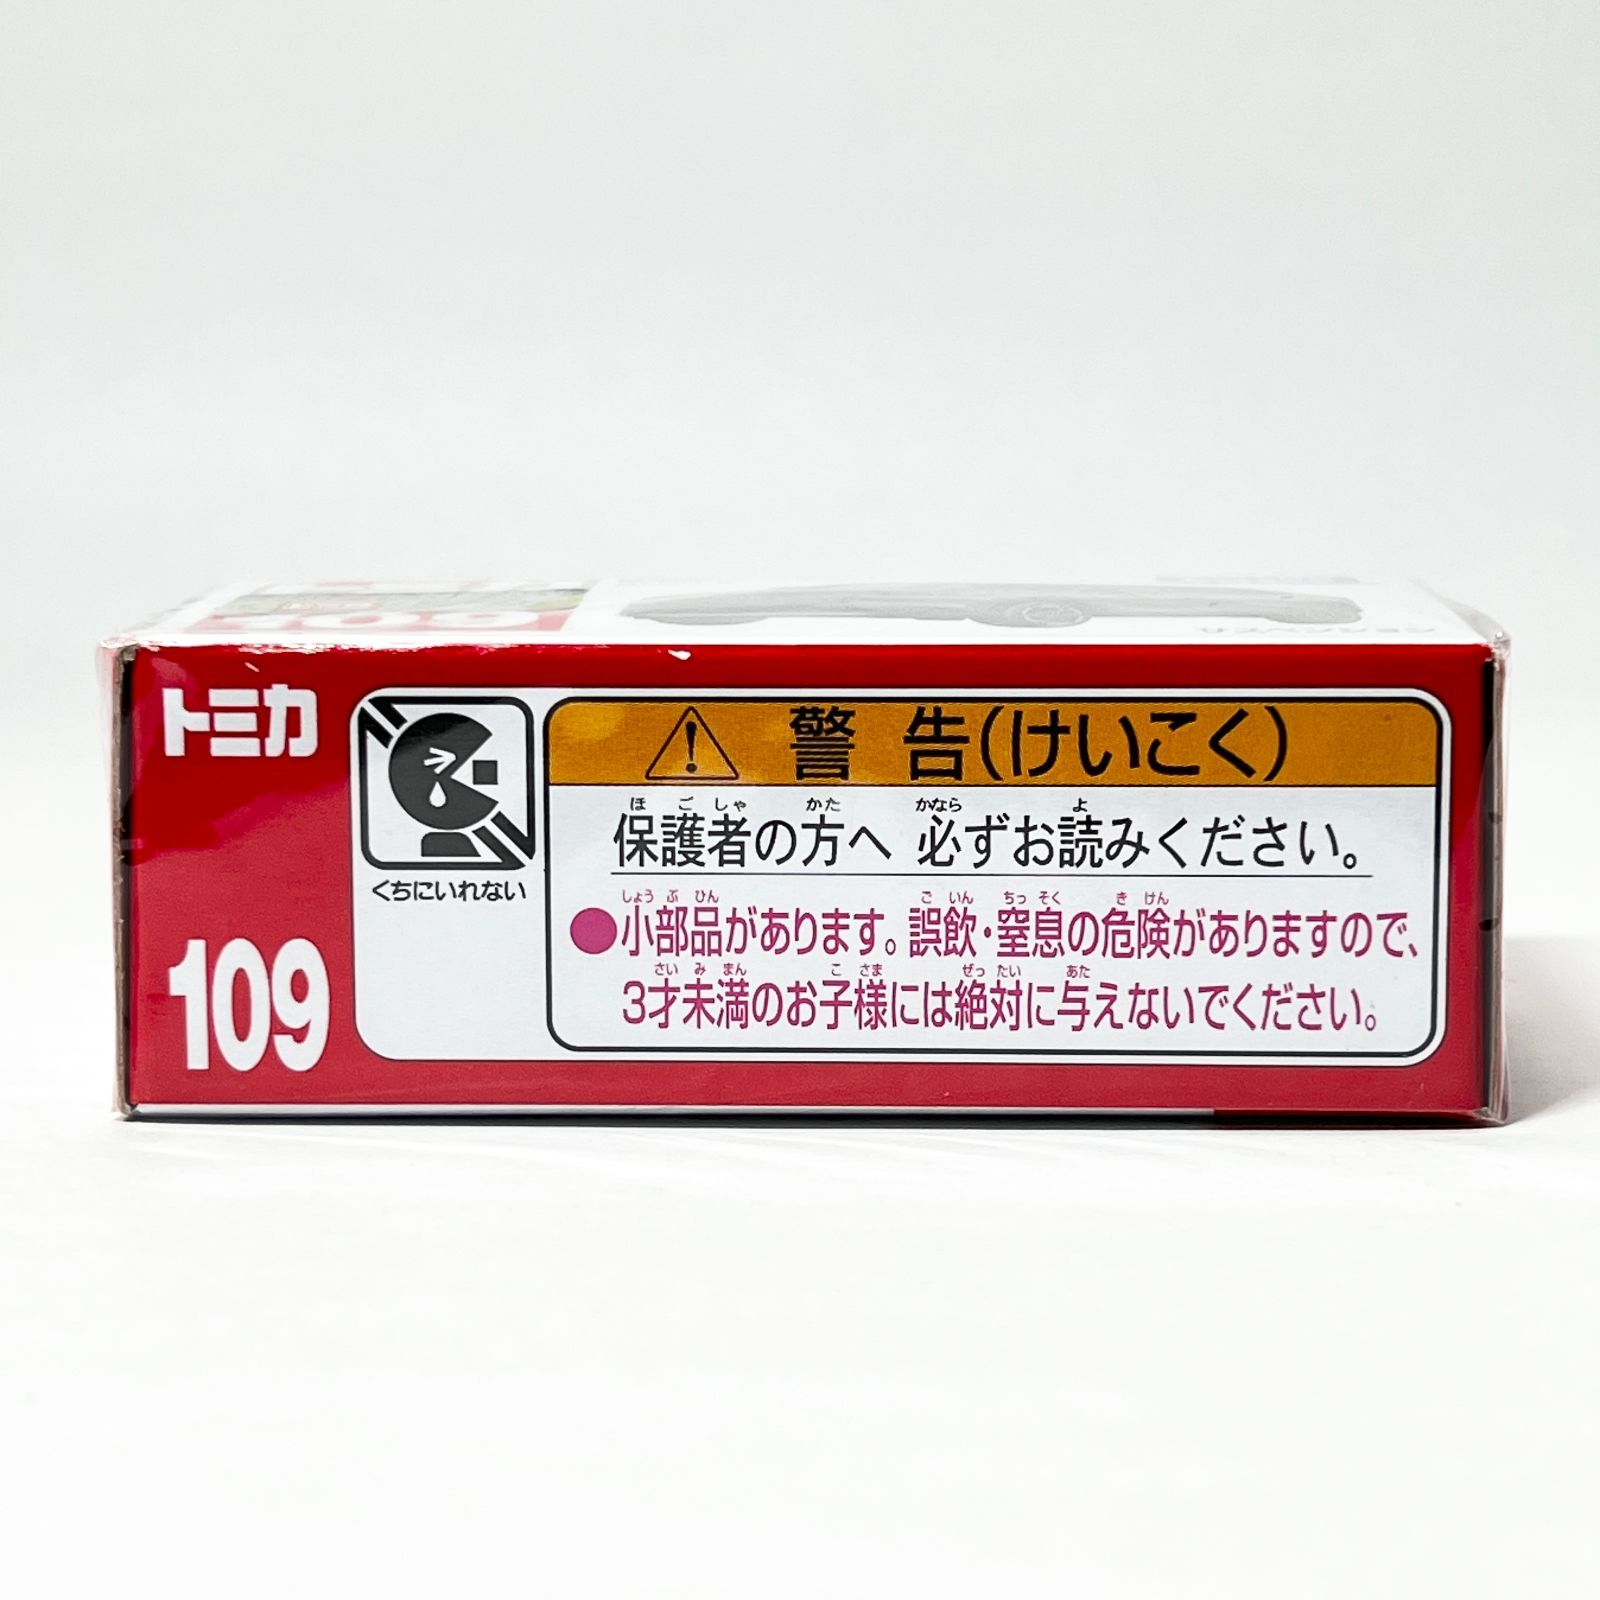 トミカ
109
くちにいれない
警告(けいこく)
保護者の方へ 必ずお読みください。
●小部品があります。誤飲・窒息の危険がありますので、
3才未満のお子様には絶対に与えないでください。